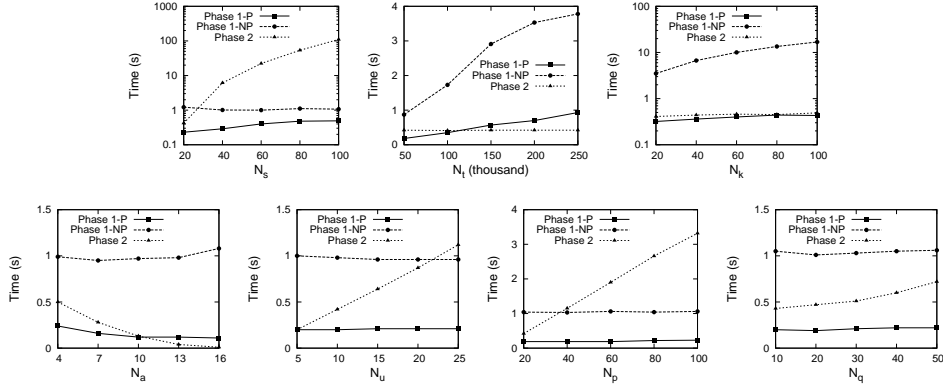 1000
100
10
1
0.1
Time (s)
Phase 1-P
Phase 1-NP
Phase 2
20 40 60 80 100
N_s
4
3
2
1
0
Time (s)
Phase 1-P
Phase 1-NP
Phase 2
50 100 150 200 250
N_t (thousand)
100
10
1
0.1
Time (s)
Phase 1-P
Phase 1-NP
Phase 2
20 40 60 80 100
N_k
1.5
1
0.5
0
Time (s)
Phase 1-P
Phase 1-NP
Phase 2
4 7 10 13 16
N_a
1.5
1
0.5
0
Time (s)
Phase 1-P
Phase 1-NP
Phase 2
5 10 15 20 25
N_u
4
3
2
1
0
Time (s)
Phase 1-P
Phase 1-NP
Phase 2
20 40 60 80 100
N_p
1.5
1
0.5
0
Time (s)
Phase 1-P
Phase 1-NP
Phase 2
10 20 30 40 50
N_q